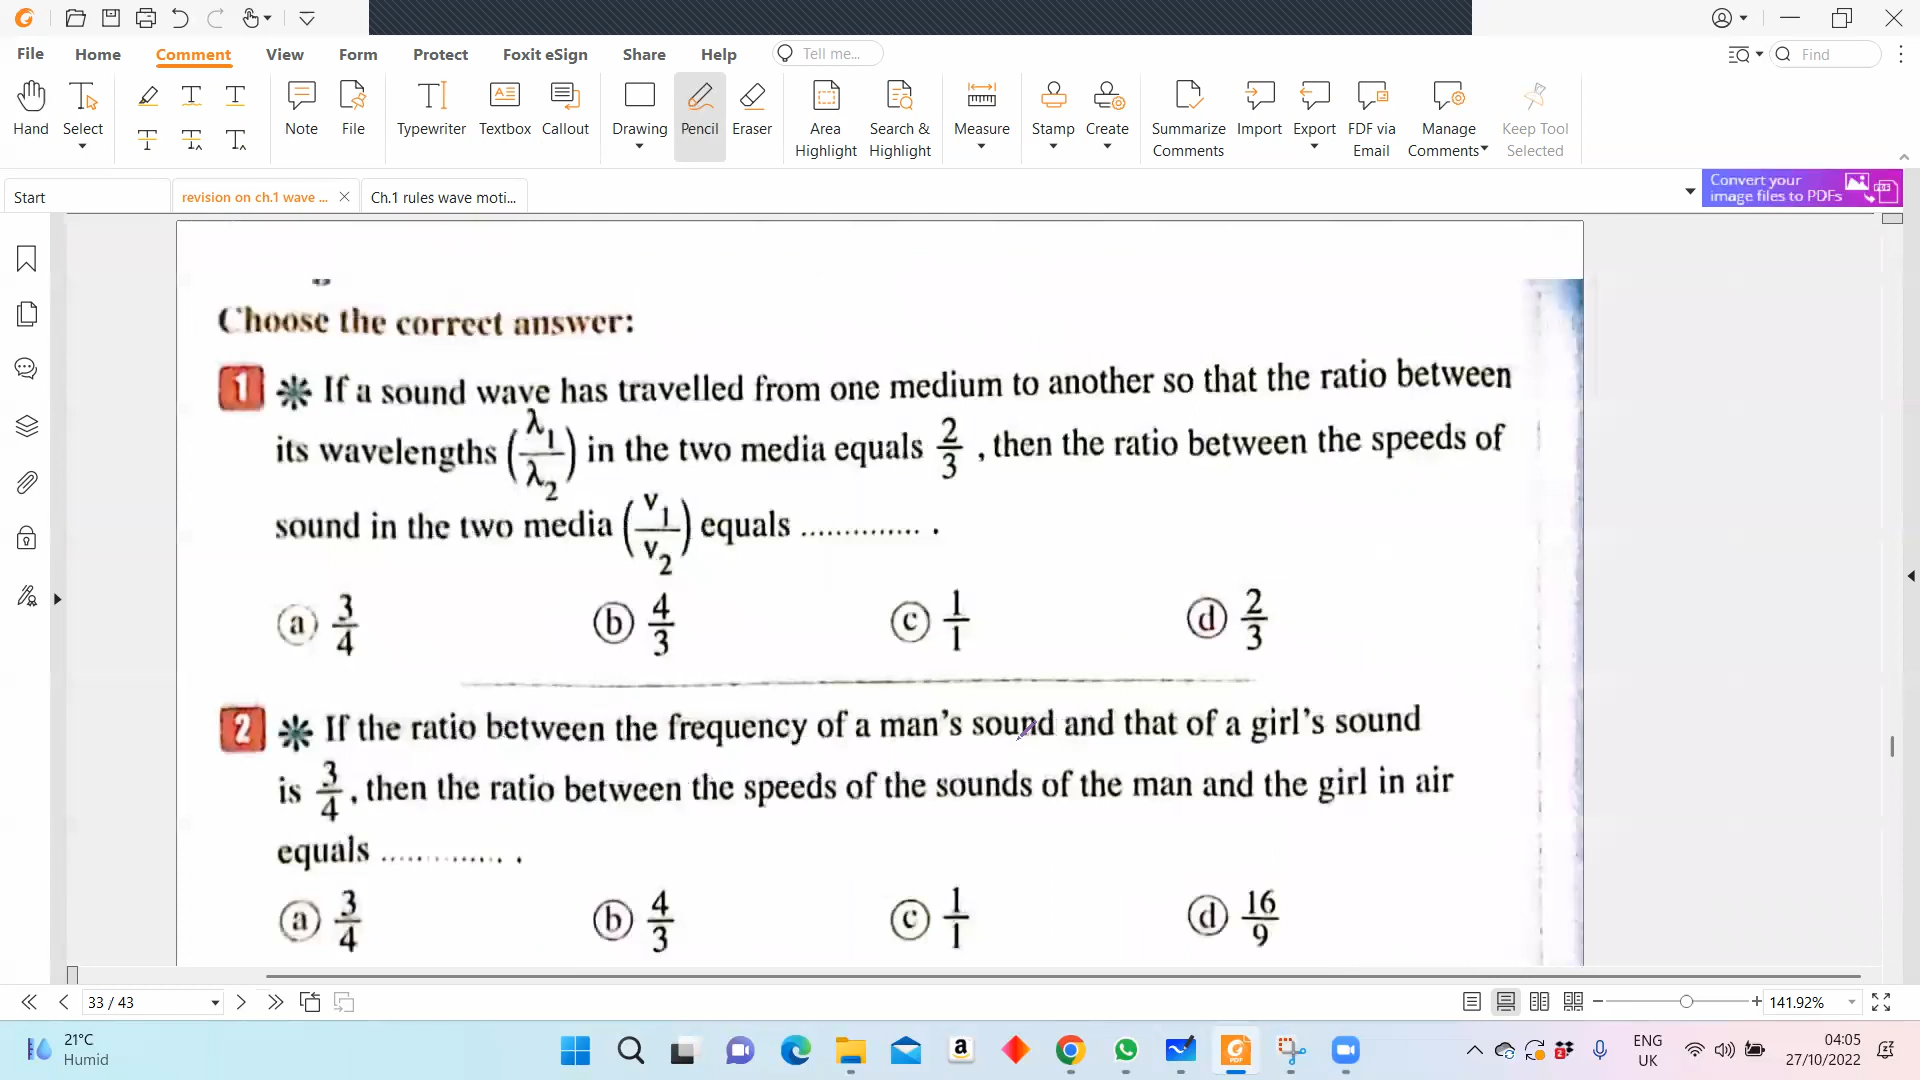 File
Home
Comment
View
Form
Protect
Foxit eSign
Share
Help
Tell me...
Find
Hand
Select
Note
File
Typewriter
Textbox
Callout
Drawing
Pencil
Eraser
Area Highlight
Search & Highlight
Measure
Stamp
Create
Summarize Comments
Import
Export
FDF via Email
Manage Comments
Keep Tool Selected
Start
revision on ch.1 wave ...
Ch.1 rules wave moti...
Convert your
image files to PDFs
Choose the correct answer:
1 If a sound wave has travelled from one medium to another so that the ratio between
its wavelengths (λ1/λ2) in the two media equals 2/3 , then the ratio between the speeds of
sound in the two media (v1/v2) equals .............. .
a 3/4 b 4/3 c 1/1 d 2/3
2 If the ratio between the frequency of a man's sound and that of a girl's sound
is 3/4 , then the ratio between the speeds of the sounds of the man and the girl in air
equals .............. .
a 3/4 b 4/3 c 1/1 d 16/9
33 / 43
141.92%
21°C
Humid
ENG
UK
04:05
27/10/2022